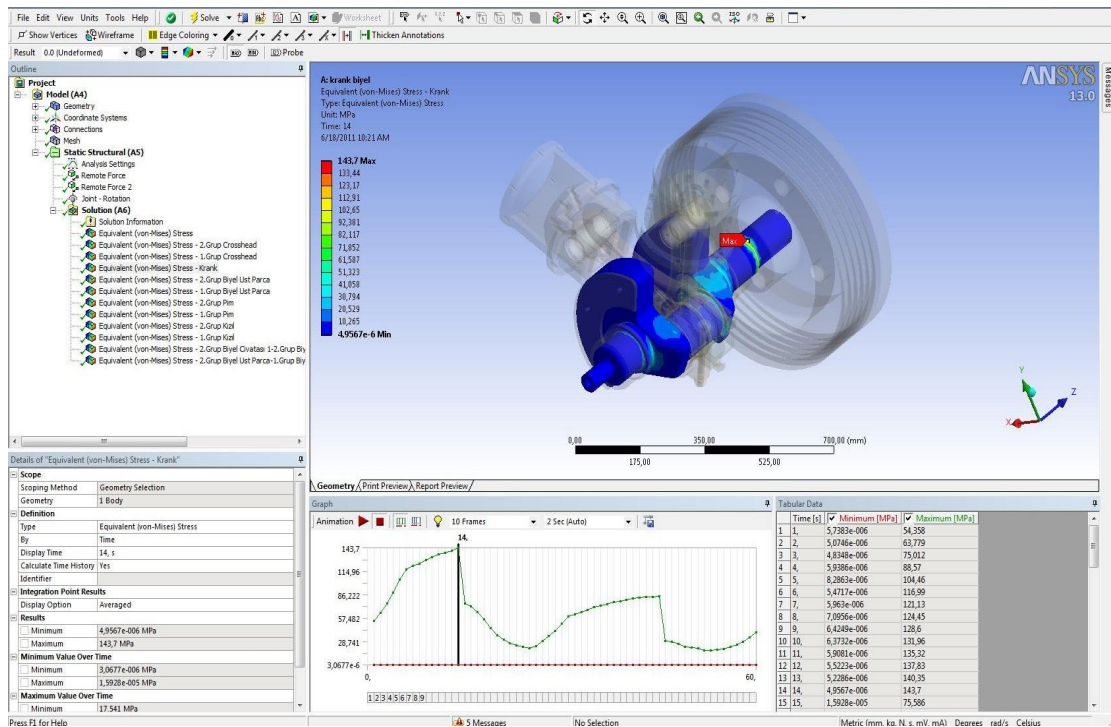 File Edit View Units Tools Help Solve Worksheet
Show Vertices Wireframe Edge Coloring Thicken Annotations
Result 0.0 (Undeformed) Probe
Outline
Project
Model (A4)
Geometry
Coordinate Systems
Connections
Mesh
Static Structural (A5)
Analysis Settings
Remote Force
Remote Force 2
Joint - Rotation
Solution (A6)
Solution Information
Equivalent (von-Mises) Stress
Equivalent (von-Mises) Stress - 2.Grup Crosshead
Equivalent (von-Mises) Stress - 1.Grup Crosshead
Equivalent (von-Mises) Stress - Krank
Equivalent (von-Mises) Stress - 2.Grup Biyel Ust Parca
Equivalent (von-Mises) Stress - 1.Grup Biyel Ust Parca
Equivalent (von-Mises) Stress - 2.Grup Pim
Equivalent (von-Mises) Stress - 1.Grup Pim
Equivalent (von-Mises) Stress - 2.Grup Kızıl
Equivalent (von-Mises) Stress - 1.Grup Kızıl
Equivalent (von-Mises) Stress - 2.Grup Biyel Civatası 1-2.Grup Biy
Equivalent (von-Mises) Stress - 2.Grup Biyel Ust Parca-1.Grup Biy
A: krank biyel
Equivalent (von-Mises) Stress - Krank
Type: Equivalent (von-Mises) Stress
Unit: MPa
Time: 14
6/18/2011 10:21 AM
143,7 Max
133,44
123,17
112,91
102,65
92,381
82,117
71,852
61,587
51,323
41,058
30,794
20,529
10,265
4,9567e-6 Min
Max
ANSYS
13.0
Messages
Y
Z
X
0,00 350,00 700,00 (mm)
175,00 525,00
Geometry Print Preview Report Preview
Details of "Equivalent (von-Mises) Stress - Krank"
Scope
Scoping Method Geometry Selection
Geometry 1 Body
Definition
Type Equivalent (von-Mises) Stress
By Time
Display Time 14, s
Calculate Time History Yes
Identifier
Integration Point Results
Display Option Averaged
Results
Minimum 4,9567e-006 MPa
Maximum 143,7 MPa
Minimum Value Over Time
Minimum 3,0677e-006 MPa
Maximum 1,5928e-005 MPa
Maximum Value Over Time
Minimum 17.541 MPa
Graph
Animation 10 Frames 2 Sec (Auto)
14,
143,7
114,96
86,222
57,482
28,741
3,0677e-6
0, 60,
1 2 3 4 5 6 7 8 9
Tabular Data
Time [s] Minimum [MPa] Maximum [MPa]
1 1, 5,7383e-006 54,358
2 2, 5,0746e-006 63,779
3 3, 4,8348e-006 75,012
4 4, 5,9386e-006 88,57
5 5, 8,2863e-006 104,46
6 6, 5,4717e-006 116,99
7 7, 5,963e-006 121,13
8 8, 7,0956e-006 124,45
9 9, 6,4249e-006 128,6
10 10, 6,3732e-006 131,96
11 11, 5,9081e-006 135,32
12 12, 5,5223e-006 137,83
13 13, 5,2286e-006 140,35
14 14, 4,9567e-006 143,7
15 15, 1,5928e-005 75,586
Press F1 for Help 5 Messages No Selection Metric (mm, kg, N, s, mV, mA) Degrees rad/s Celsius